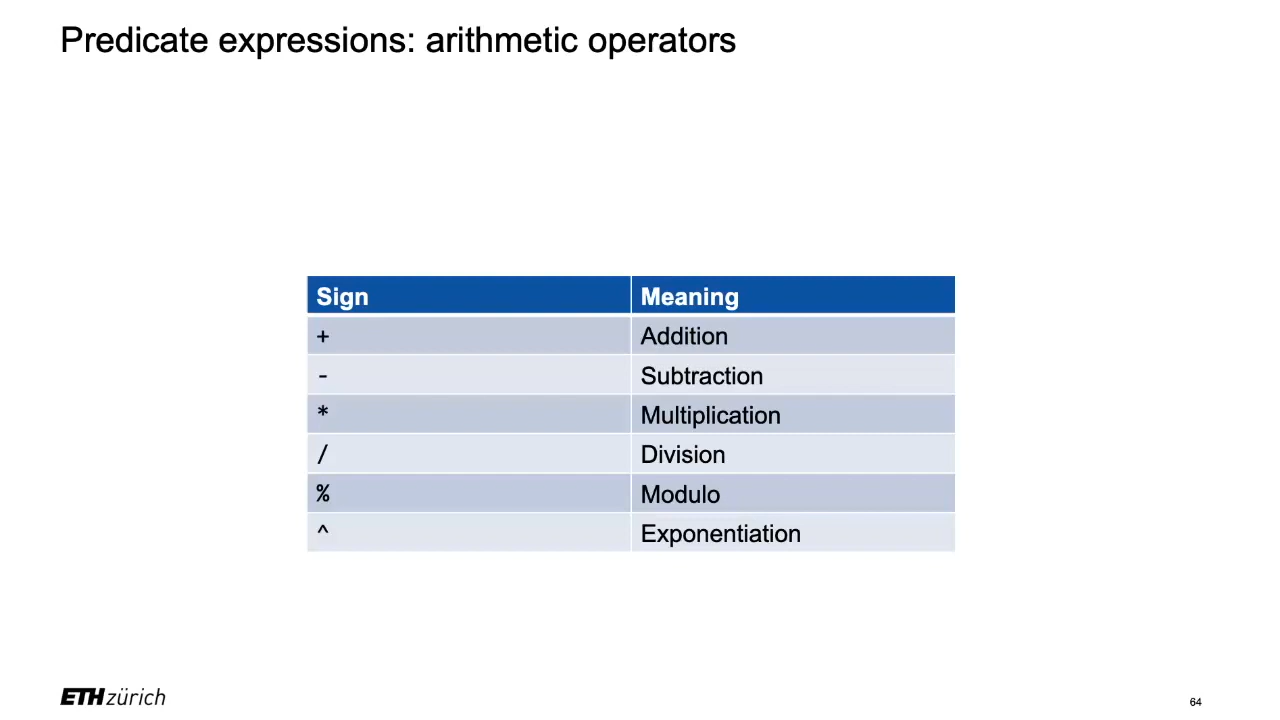 Predicate expressions: arithmetic operators
Sign Meaning
+ Addition
- Subtraction
* Multiplication
/ Division
% Modulo
^ Exponentiation
ETH zürich
64